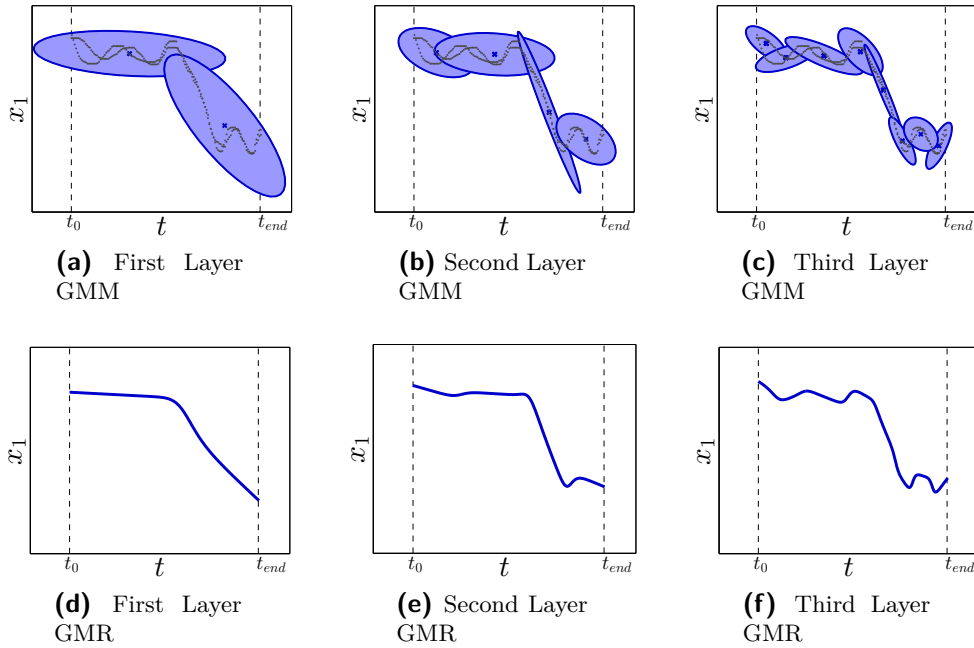 x1
t0
t
tend
(a) First Layer
GMM
x1
t0
t
tend
(b) Second Layer
GMM
x1
t0
t
tend
(c) Third Layer
GMM
x1
t0
t
tend
(d) First Layer
GMR
x1
t0
t
tend
(e) Second Layer
GMR
x1
t0
t
tend
(f) Third Layer
GMR